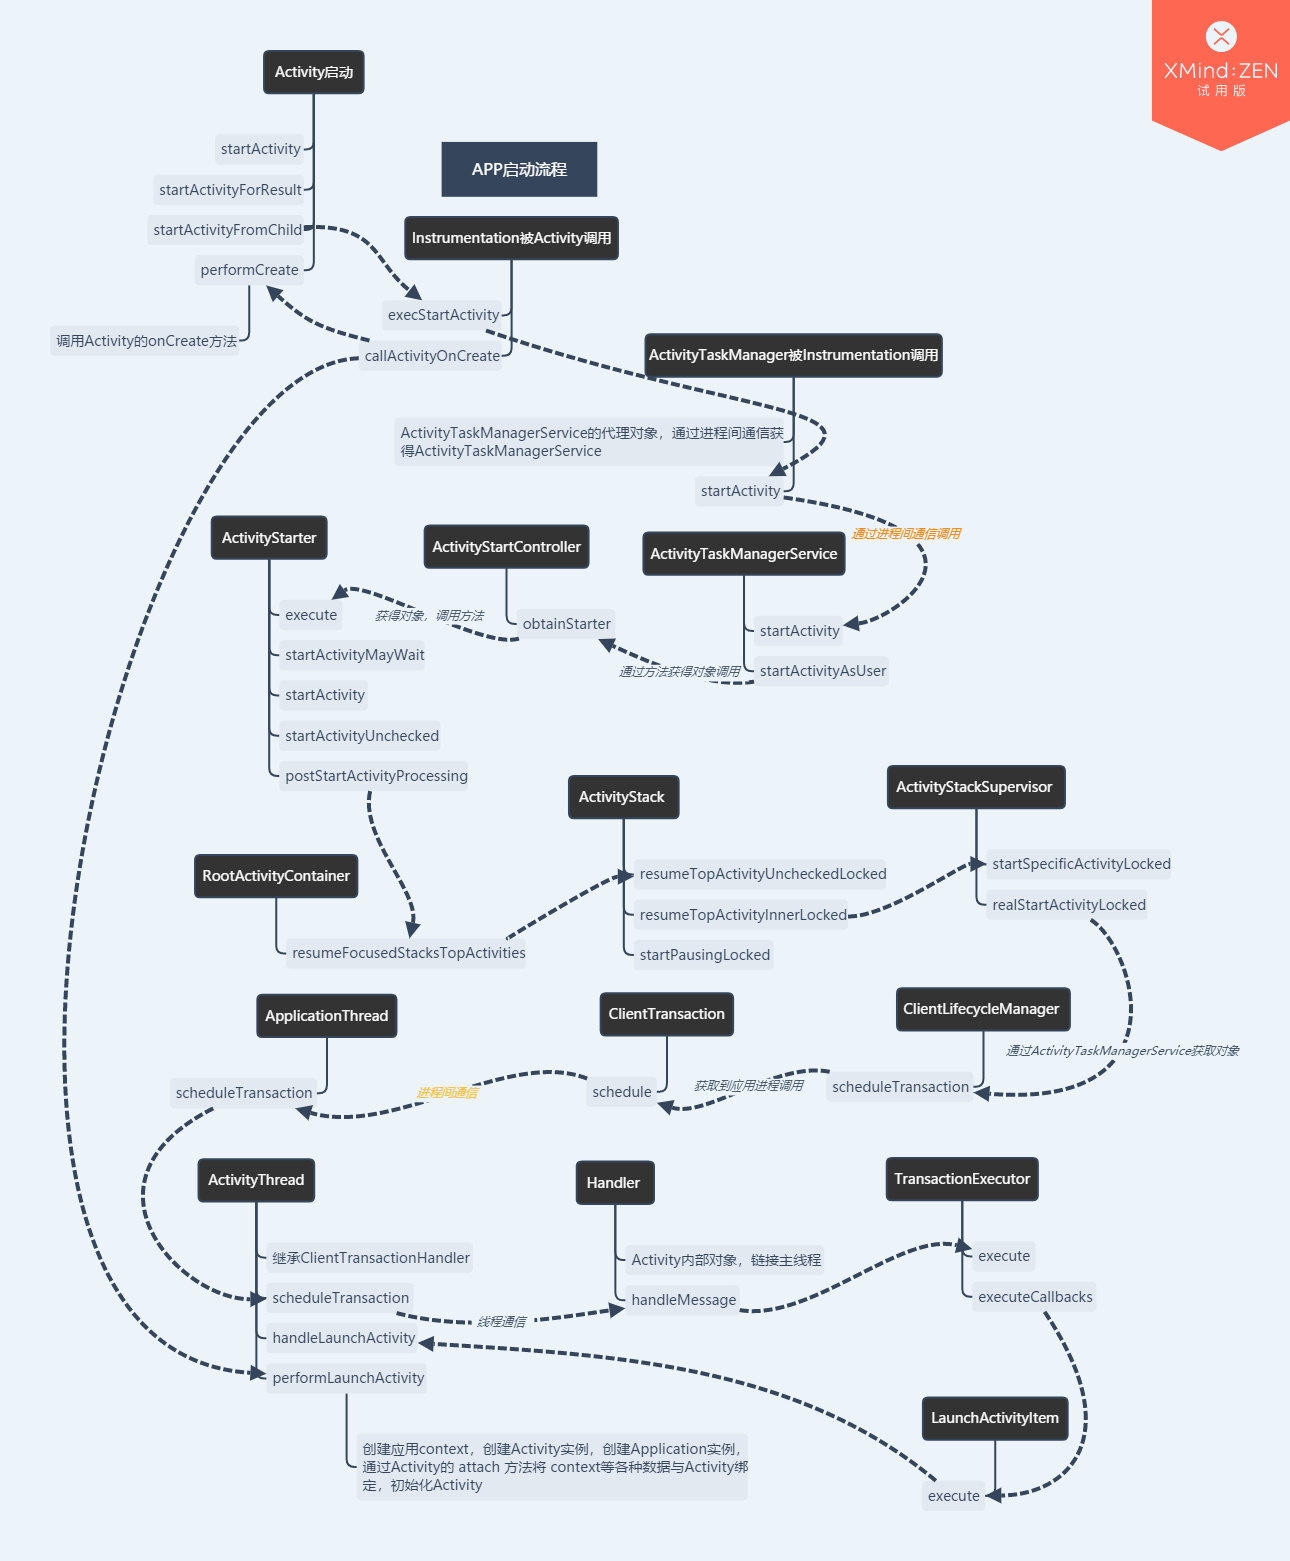 XMind:ZEN
试用版
Activity启动
startActivity
startActivityForResult
startActivityFromChild
performCreate
调用Activity的onCreate方法
APP启动流程
Instrumentation被Activity调用
execStartActivity
callActivityOnCreate
ActivityTaskManager被Instrumentation调用
ActivityTaskManagerService的代理对象，通过进程间通信获
得ActivityTaskManagerService
startActivity
通过进程间通信调用
ActivityStarter
execute
startActivityMayWait
startActivity
startActivityUnchecked
postStartActivityProcessing
获得对象，调用方法
ActivityStartController
obtainStarter
通过方法获得对象调用
ActivityTaskManagerService
startActivity
startActivityAsUser
RootActivityContainer
resumeFocusedStacksTopActivities
ActivityStack
resumeTopActivityUncheckedLocked
resumeTopActivityInnerLocked
startPausingLocked
ActivityStackSupervisor
startSpecificActivityLocked
realStartActivityLocked
ApplicationThread
scheduleTransaction
进程间通信
ClientTransaction
schedule
获取到应用进程调用
ClientLifecycleManager
scheduleTransaction
通过ActivityTaskManagerService获取对象
ActivityThread
继承ClientTransactionHandler
scheduleTransaction
handleLaunchActivity
performLaunchActivity
创建应用context，创建Activity实例，创建Application实例，
通过Activity的 attach 方法将 context等各种数据与Activity绑
定，初始化Activity
线程通信
Handler
Activity内部对象，链接主线程
handleMessage
TransactionExecutor
execute
executeCallbacks
LaunchActivityItem
execute